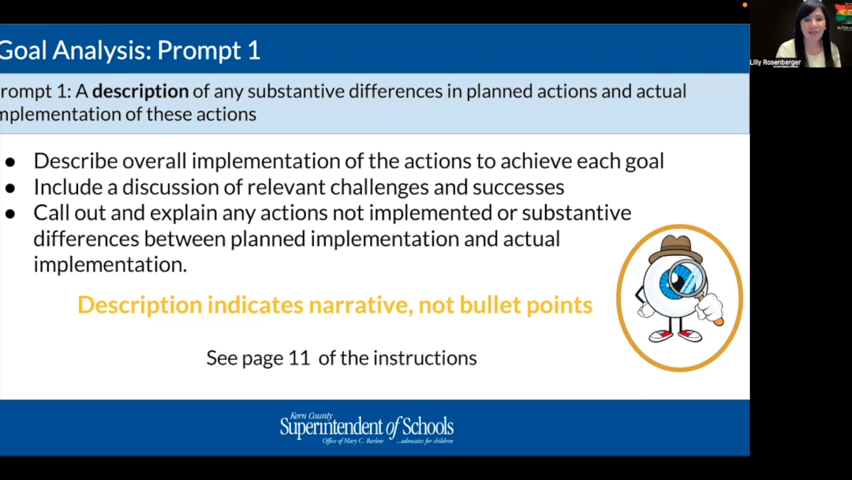 Goal Analysis: Prompt 1
rompt 1: A description of any substantive differences in planned actions and actual
mplementation of these actions
● Describe overall implementation of the actions to achieve each goal
● Include a discussion of relevant challenges and successes
● Call out and explain any actions not implemented or substantive
differences between planned implementation and actual
implementation.
Description indicates narrative, not bullet points
See page 11 of the instructions
Kern County
Superintendent of Schools
Office of Mary C. Barlow ...advocates for children
Lilly Rosenberger